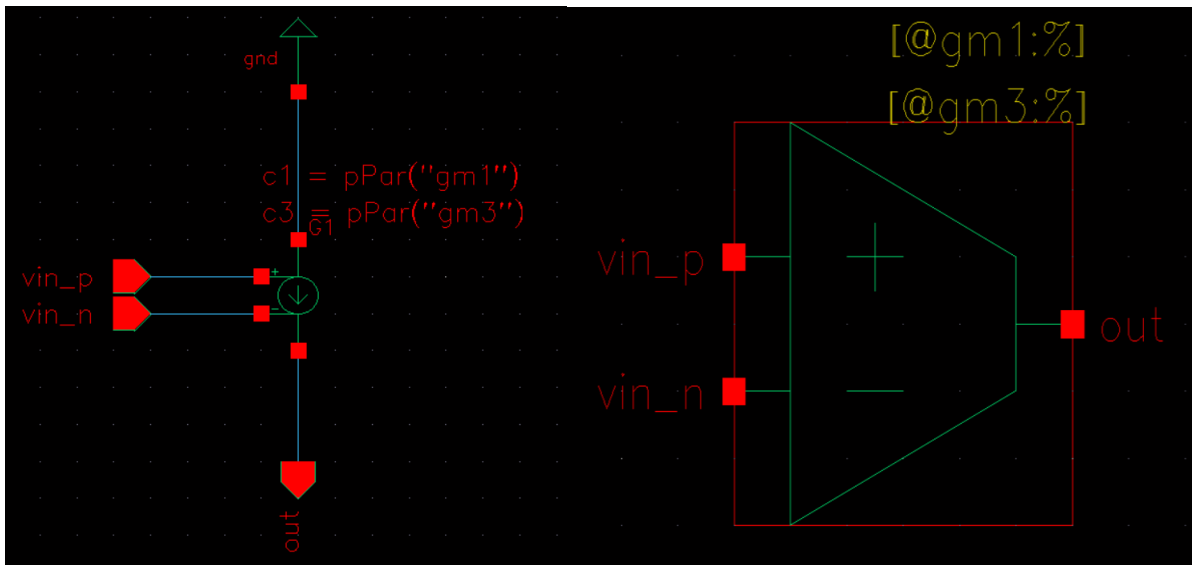 gnd
c1 = pPar("gm1")
c3 = pPar("gm3")
G1
vin_p
+
vin_n
-
out
[@gm1:%]
[@gm3:%]
vin_p
vin_n
out